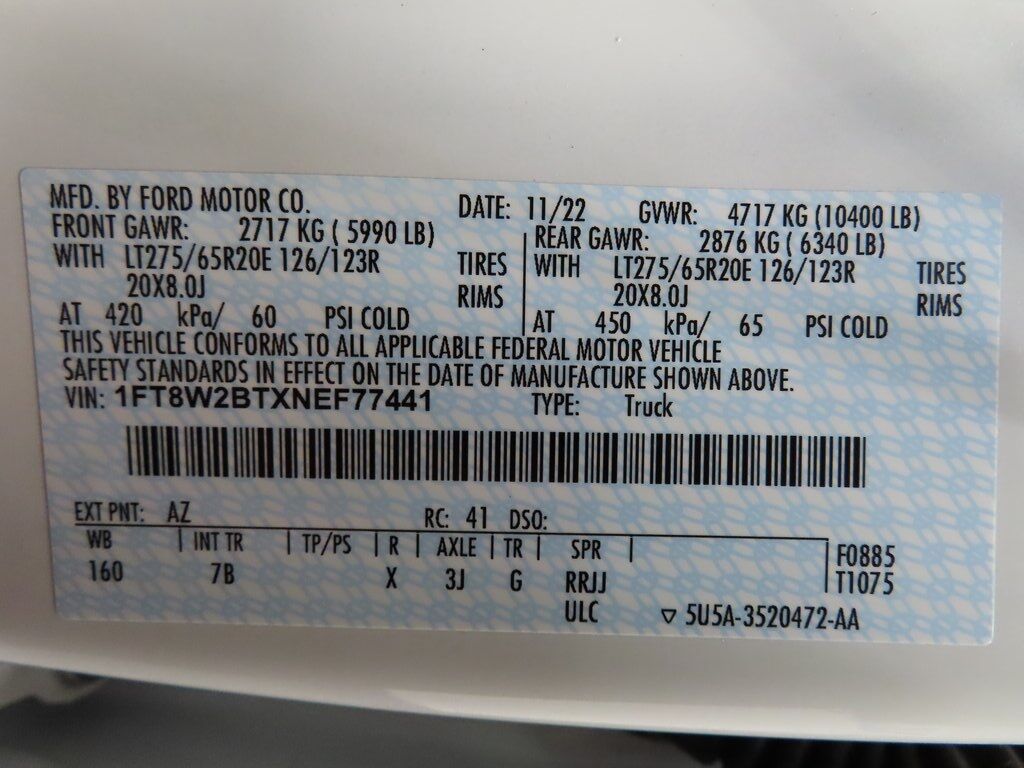 MFD. BY FORD MOTOR CO. DATE: 11/22 GVWR: 4717 KG (10400 LB)
FRONT GAWR: 2717 KG ( 5990 LB) REAR GAWR: 2876 KG ( 6340 LB)
WITH LT275/65R20E 126/123R TIRES WITH LT275/65R20E 126/123R TIRES
20X8.0J RIMS 20X8.0J RIMS
AT 420 kPa/ 60 PSI COLD AT 450 kPa/ 65 PSI COLD
THIS VEHICLE CONFORMS TO ALL APPLICABLE FEDERAL MOTOR VEHICLE
SAFETY STANDARDS IN EFFECT ON THE DATE OF MANUFACTURE SHOWN ABOVE.
VIN: 1FT8W2BTXNEF77441 TYPE: Truck
EXT PNT: AZ RC: 41 DSO:
WB | INT TR | TP/PS | R | AXLE | TR | SPR | F0885
160 7B X 3J G RRJJ T1075
ULC ▽ 5U5A-3520472-AA